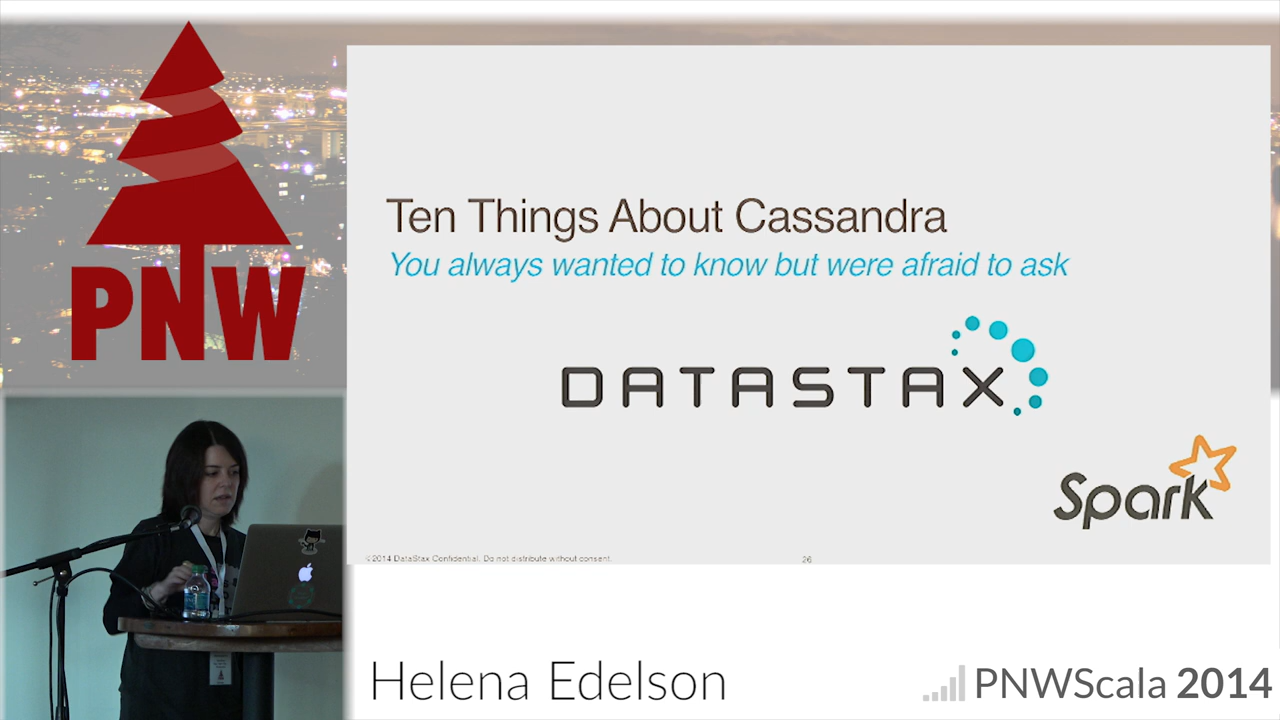 PNW
Ten Things About Cassandra
You always wanted to know but were afraid to ask
DATASTAX
Spark
©2014 DataStax Confidential. Do not distribute without consent.
26
Helena Edelson
PNWScala 2014